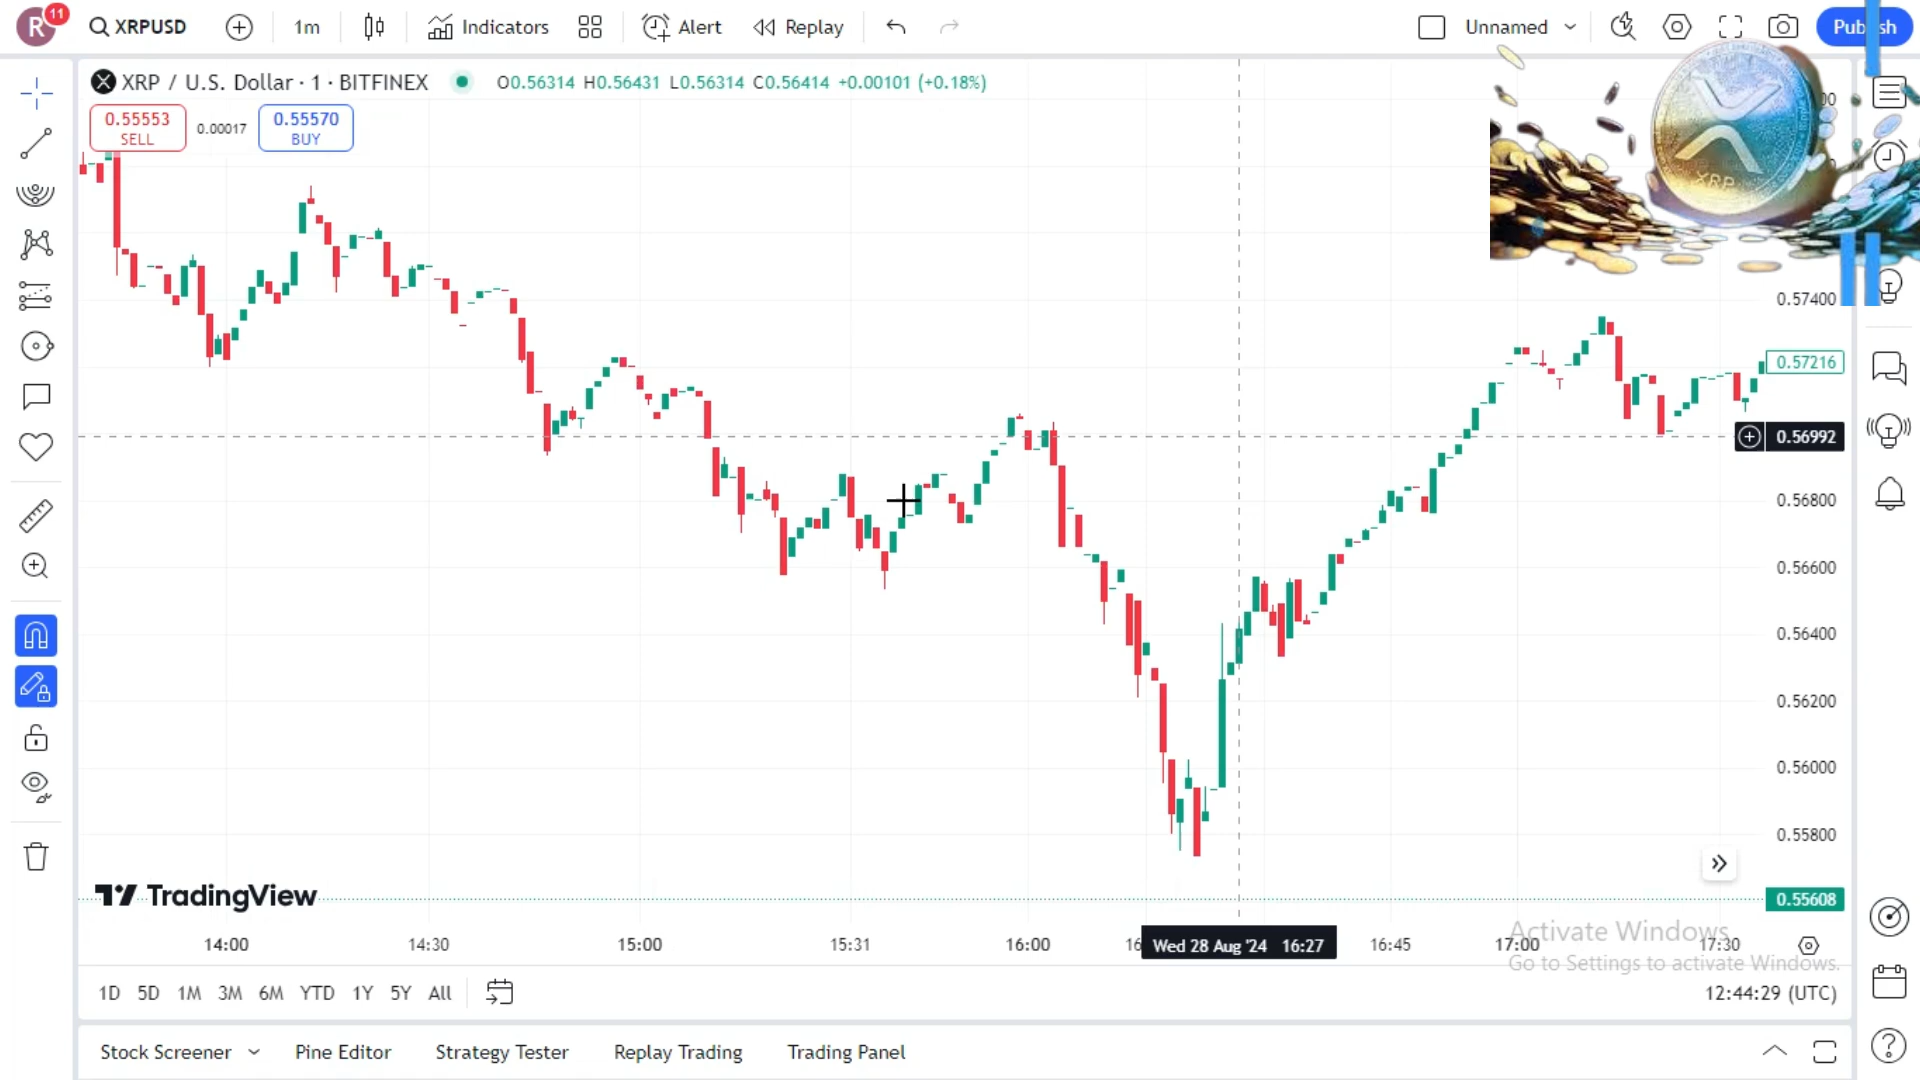 R 11 XRPUSD 1m Indicators Alert Replay Unnamed Publish
XRP / U.S. Dollar · 1 · BITFINEX O0.56314 H0.56431 L0.56314 C0.56414 +0.00101 (+0.18%)
0.55553 SELL
0.00017
0.55570 BUY
XRP
0.57400
0.57216
0.56992
0.56800
0.56600
0.56400
0.56200
0.56000
0.55800
TradingView
0.55608
14:00 14:30 15:00 15:31 16:00 Wed 28 Aug '24 16:27 16:45 17:00 17:30
Activate Windows
Go to Settings to activate Windows.
1D 5D 1M 3M 6M YTD 1Y 5Y All 12:44:29 (UTC)
Stock Screener Pine Editor Strategy Tester Replay Trading Trading Panel